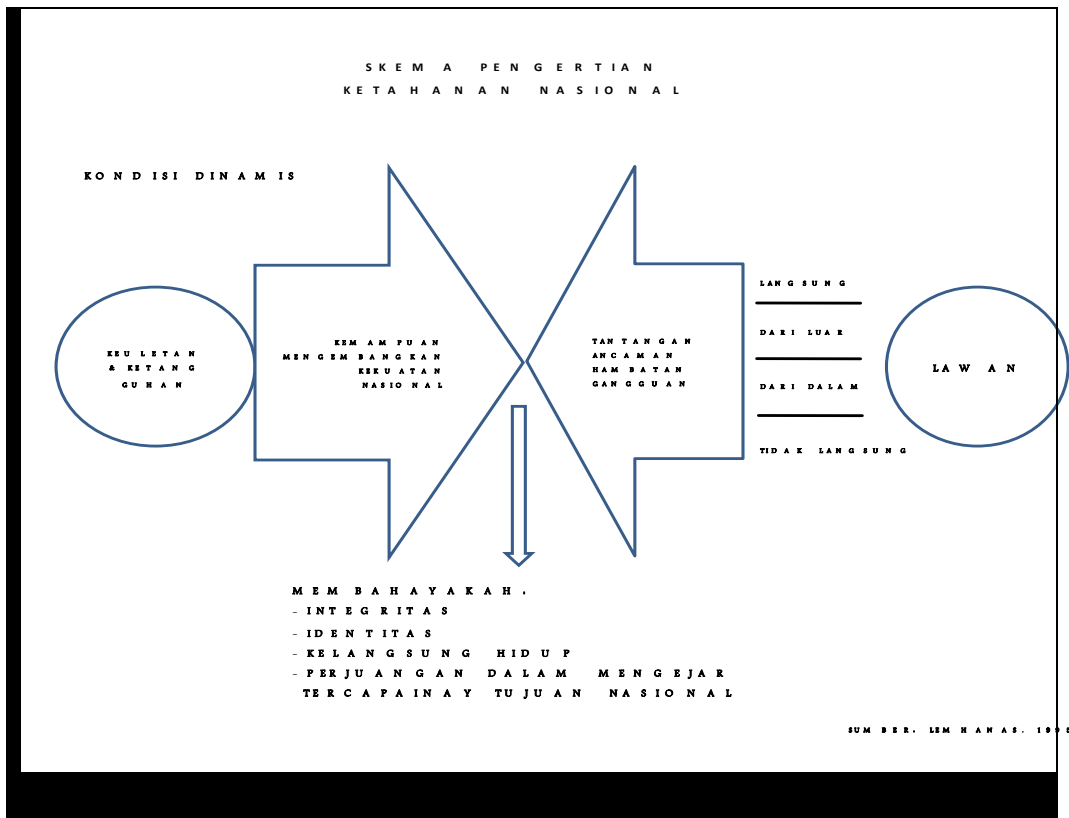 SKEMA PENGERTIAN
KETAHANAN NASIONAL
KONDISI DINAMIS
KEULETAN
& KETANG
GUHAN
KEMAMPUAN
MENGEMBANGKAN
KEKUATAN
NASIONAL
TANTANGAN
ANCAMAN
HAMBATAN
GANGGUAN
LANGSUNG
DARI LUAR
DARI DALAM
TIDAK LANGSUNG
LAWAN
MEMBAHAYAKAH.
- INTEGRITAS
- IDENTITAS
- KELANGSUNG HIDUP
- PERJUANGAN DALAM MENGEJAR
TERCAPAINAY TUJUAN NASIONAL
SUMBER. LEMHANAS.